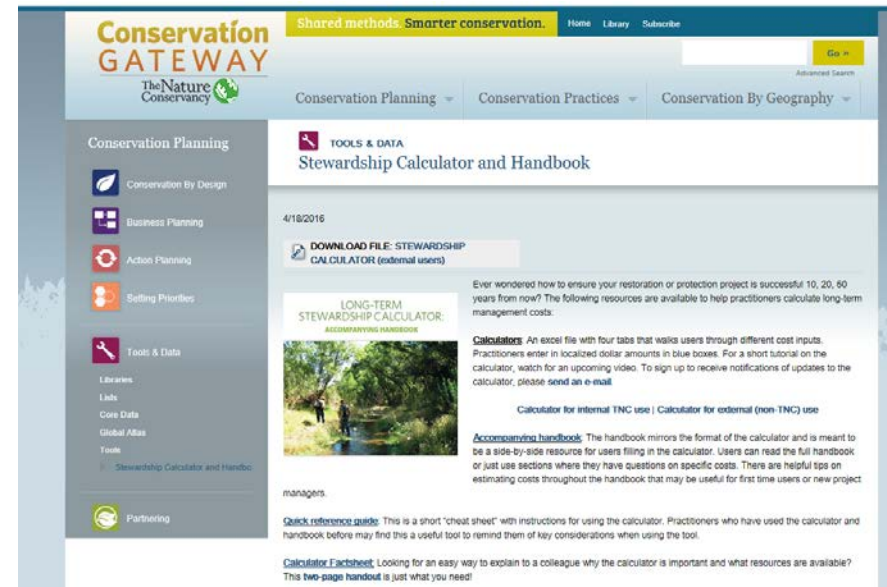 Shared methods. Smarter conservation.
Home Library Subscribe
Conservation
GATEWAY
The Nature
Conservancy
Go »
Advanced Search
Conservation Planning
Conservation Practices
Conservation By Geography
Conservation Planning
Conservation By Design
Business Planning
Action Planning
Setting Priorities
Tools & Data
Libraries
Lists
Core Data
Global Atlas
Tools
Stewardship Calculator and Handbo
Partnering
TOOLS & DATA
Stewardship Calculator and Handbook
4/18/2016
DOWNLOAD FILE: STEWARDSHIP
CALCULATOR (external users)
LONG-TERM
STEWARDSHIP CALCULATOR:
ACCOMPANYING HANDBOOK
Ever wondered how to ensure your restoration or protection project is successful 10, 20, 60
years from now? The following resources are available to help practitioners calculate long-term
management costs:
Calculators: An excel file with four tabs that walks users through different cost inputs.
Practitioners enter in localized dollar amounts in blue boxes. For a short tutorial on the
calculator, watch for an upcoming video. To sign up to receive notifications of updates to the
calculator, please send an e-mail
Calculator for internal TNC use | Calculator for external (non-TNC) use
Accompanying handbook: The handbook mirrors the format of the calculator and is meant to
be a side-by-side resource for users filling in the calculator. Users can read the full handbook
or just use sections where they have questions on specific costs. There are helpful tips on
estimating costs throughout the handbook that may be useful for first time users or new project
managers.
Quick reference guide: This is a short "cheat sheet" with instructions for using the calculator. Practitioners who have used the calculator and
handbook before may find this a useful tool to remind them of key considerations when using the tool.
Calculator Factsheet: Looking for an easy way to explain to a colleague why the calculator is important and what resources are available?
This two-page handout is just what you need!